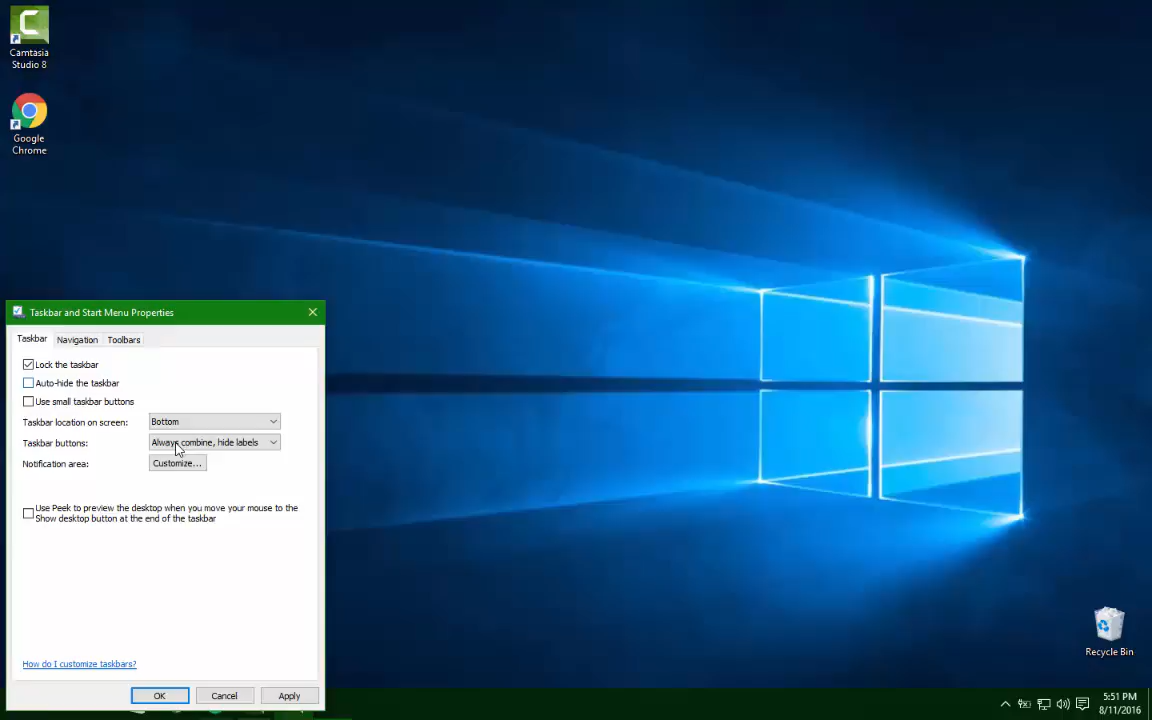 Camtasia
Studio 8
Google
Chrome
Taskbar and Start Menu Properties
Taskbar Navigation Toolbars
Lock the taskbar
Auto-hide the taskbar
Use small taskbar buttons
Taskbar location on screen: Bottom
Taskbar buttons: Always combine, hide labels
Notification area: Customize...
Use Peek to preview the desktop when you move your mouse to the
Show desktop button at the end of the taskbar
How do I customize taskbars?
OK Cancel Apply
Recycle Bin
5:51 PM
8/11/2016